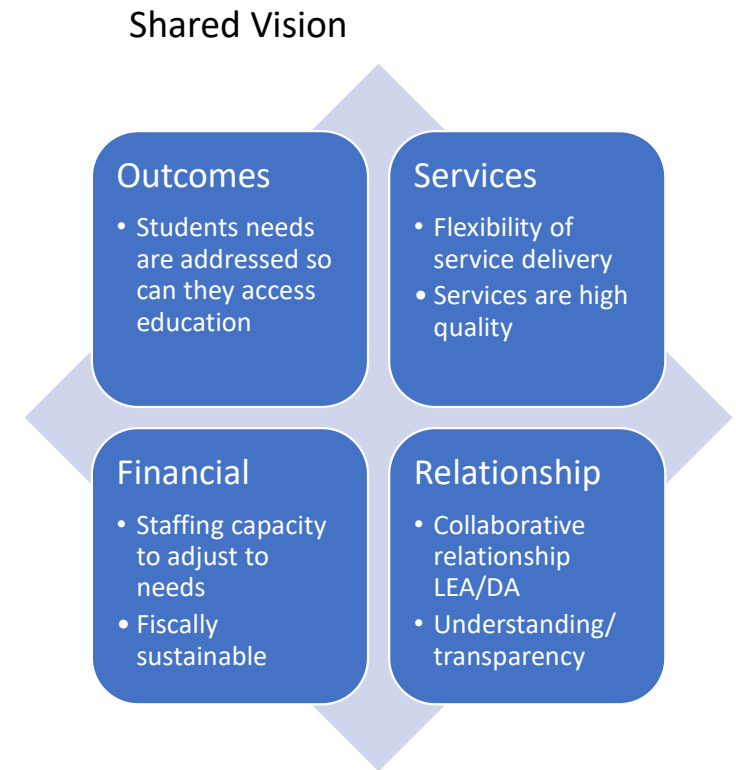 Shared Vision
Outcomes
• Students needs
are addressed so
can they access
education
Services
• Flexibility of
service delivery
• Services are high
quality
Financial
• Staffing capacity
to adjust to
needs
• Fiscally
sustainable
Relationship
• Collaborative
relationship
LEA/DA
• Understanding/
transparency